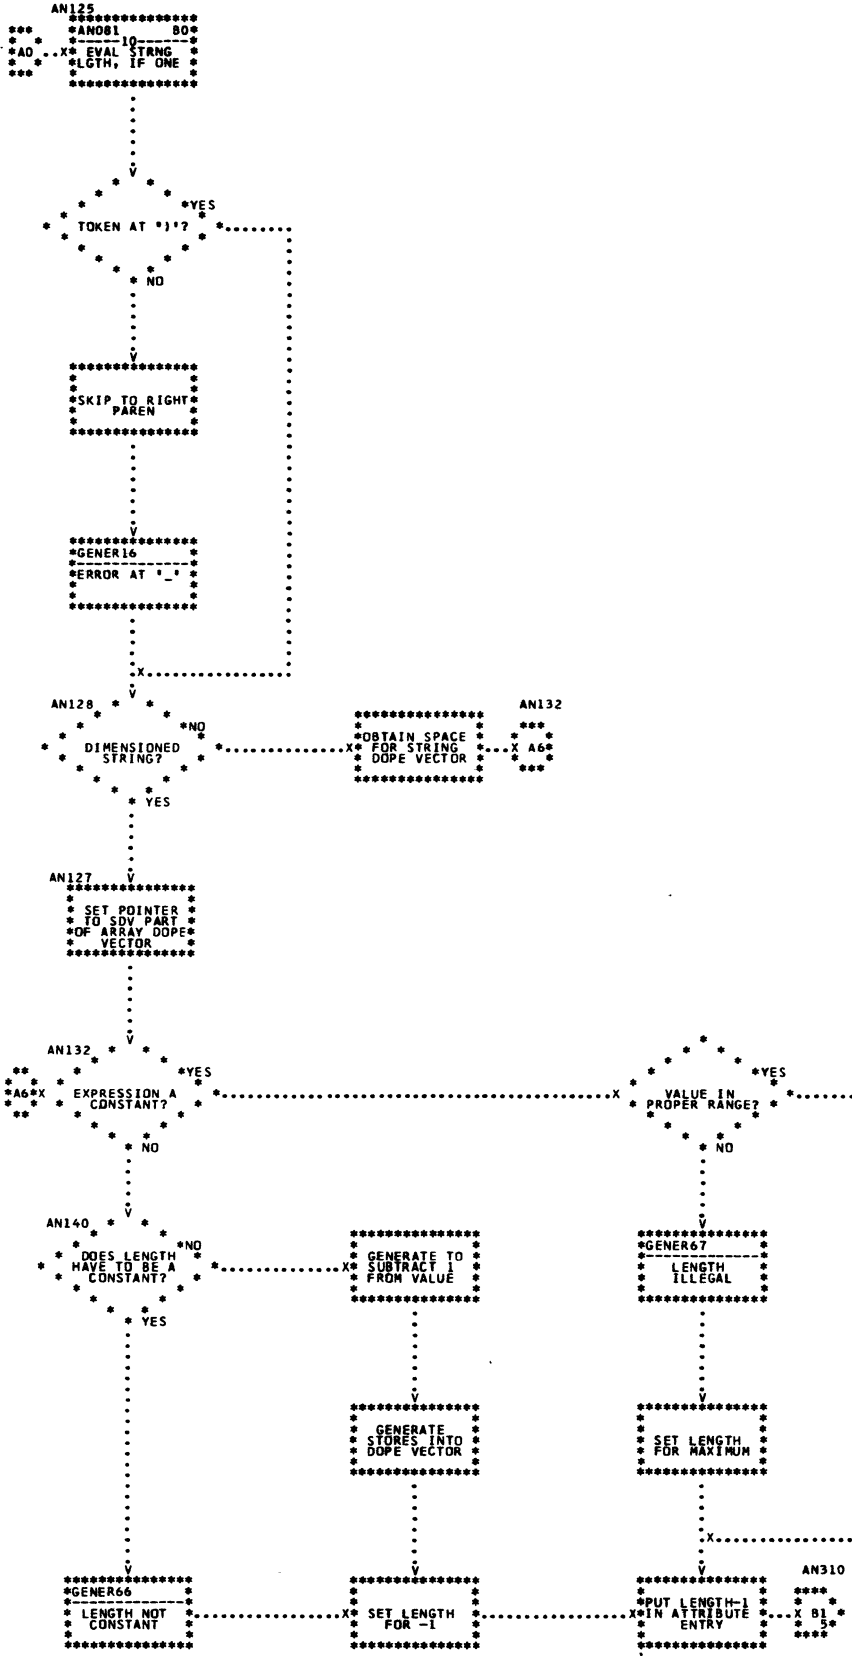 AN125
AN081 B0
10
A0
EVAL STRNG
LGTH, IF ONE
YES
TOKEN AT ')'?
NO
SKIP TO RIGHT
PAREN
GENER16
ERROR AT '_'
AN128
NO
DIMENSIONED
STRING?
YES
OBTAIN SPACE
FOR STRING
DOPE VECTOR
AN132
A6
AN127
SET POINTER
TO SDV PART
OF ARRAY DOPE
VECTOR
AN132
YES
A6
EXPRESSION A
CONSTANT?
NO
YES
VALUE IN
PROPER RANGE?
NO
AN140
NO
DOES LENGTH
HAVE TO BE A
CONSTANT?
YES
GENERATE TO
SUBTRACT 1
FROM VALUE
GENER67
LENGTH
ILLEGAL
GENERATE
STORES INTO
DOPE VECTOR
SET LENGTH
FOR MAXIMUM
GENER66
LENGTH NOT
CONSTANT
SET LENGTH
FOR -1
PUT LENGTH-1
IN ATTRIBUTE
ENTRY
AN310
B1
5